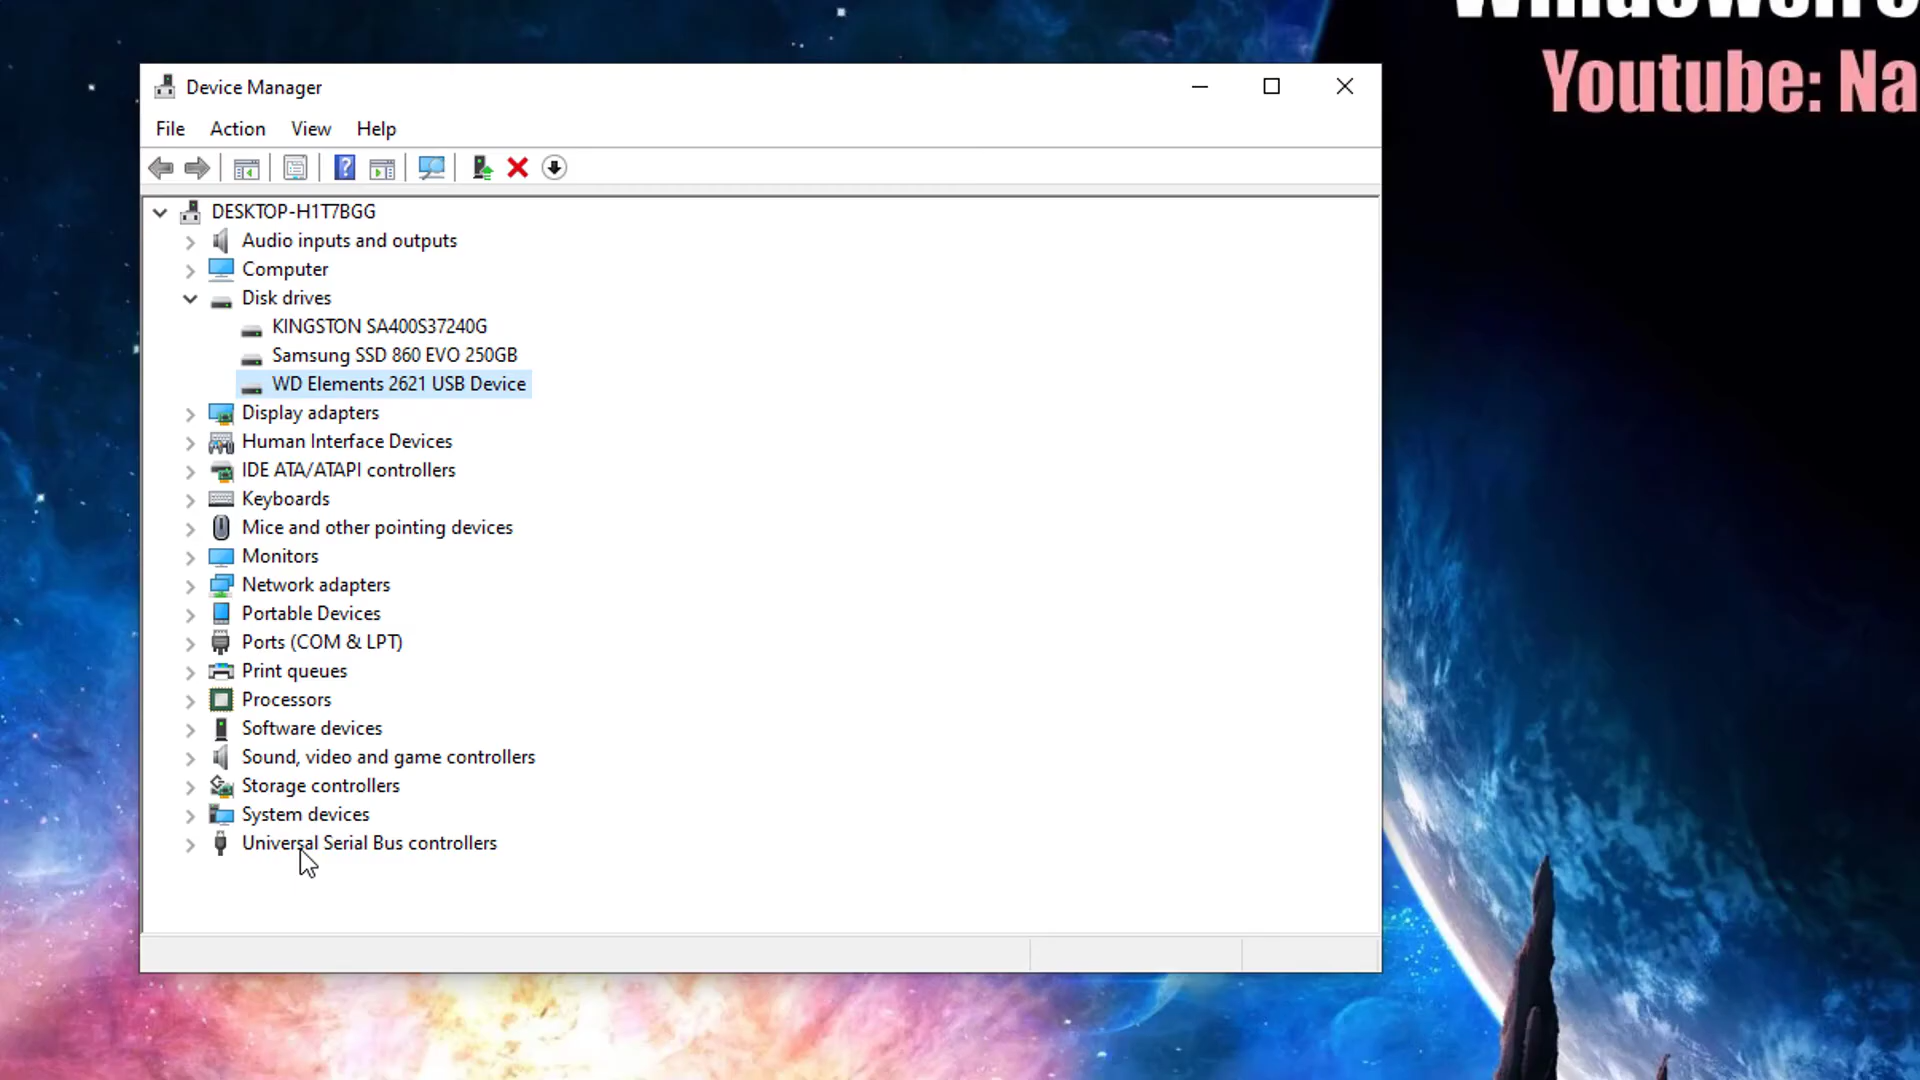 Youtube: Na
Device Manager
File Action View Help
DESKTOP-H1T7BGG
Audio inputs and outputs
Computer
Disk drives
KINGSTON SA400S37240G
Samsung SSD 860 EVO 250GB
WD Elements 2621 USB Device
Display adapters
Human Interface Devices
IDE ATA/ATAPI controllers
Keyboards
Mice and other pointing devices
Monitors
Network adapters
Portable Devices
Ports (COM & LPT)
Print queues
Processors
Software devices
Sound, video and game controllers
Storage controllers
System devices
Universal Serial Bus controllers